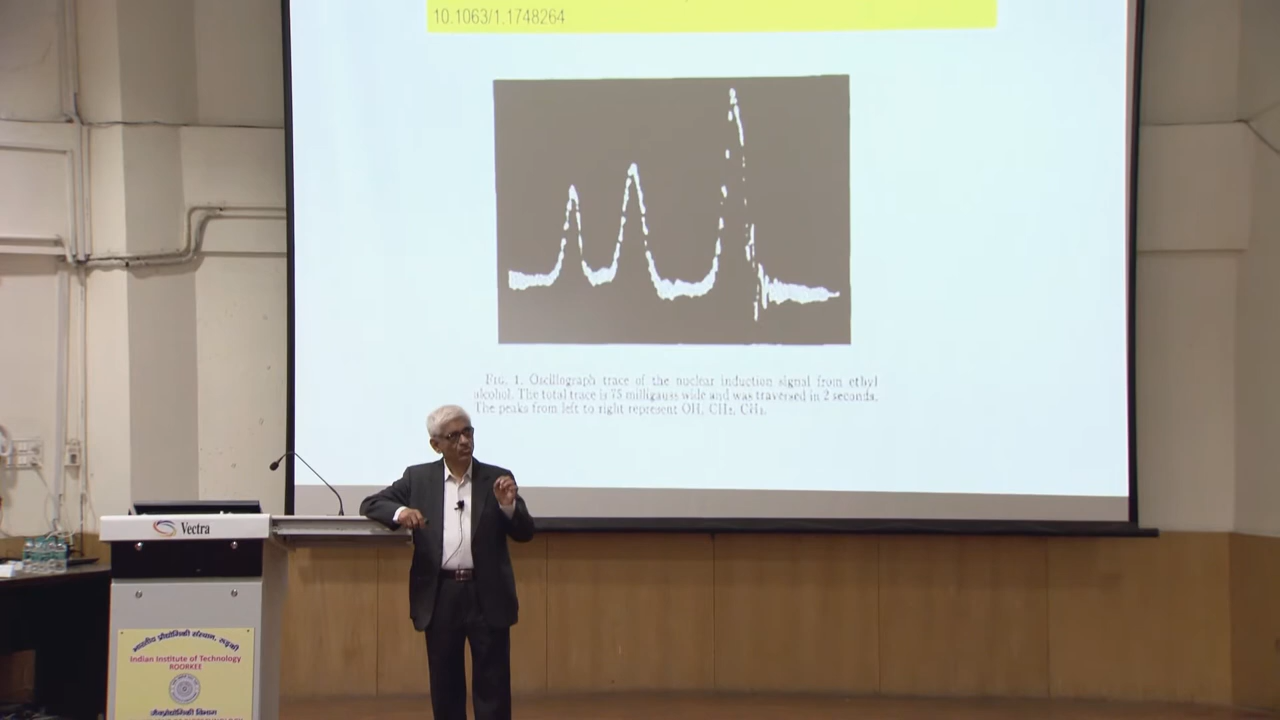 10.1063/1.1748264
FIG. 1. Oscillograph trace of the nuclear induction signal from ethyl
alcohol. The total trace is 75 milligauss wide and was traversed in 2 seconds.
The peaks from left to right represent OH, CH₂, CH₃.
Vectra
भारतीय प्रौद्योगिकी संस्थान, रुड़की
Indian Institute of Technology
ROORKEE